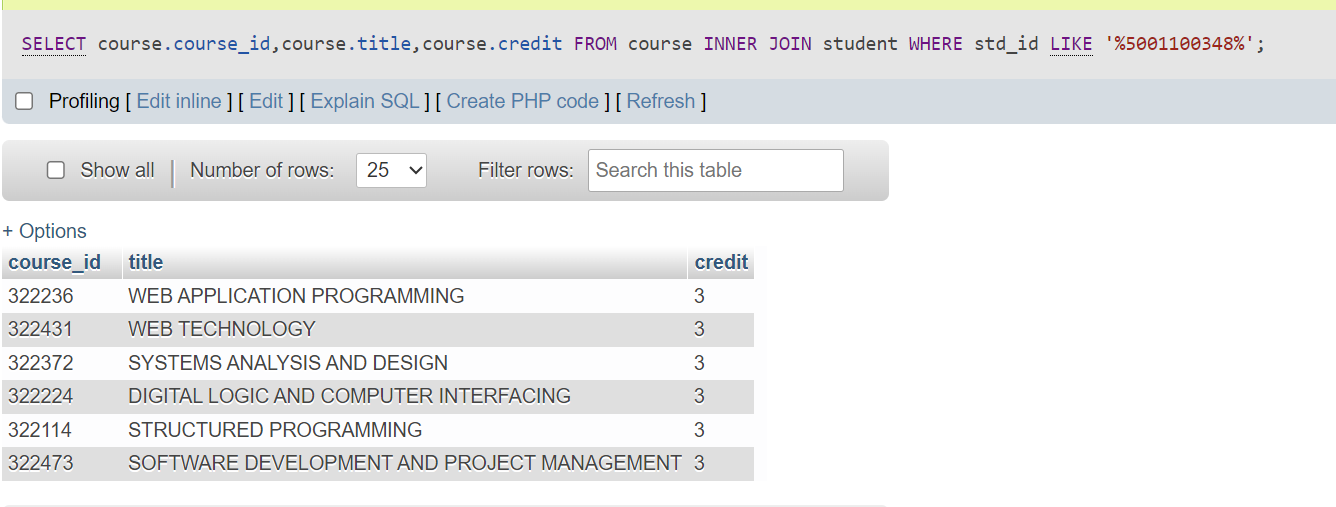 SELECT course.course_id,course.title,course.credit FROM course INNER JOIN student WHERE std_id LIKE '%5001100348%';
Profiling [ Edit inline ] [ Edit ] [ Explain SQL ] [ Create PHP code ] [ Refresh ]
Show all | Number of rows: 25 Filter rows: Search this table
+ Options
course_id title credit
322236 WEB APPLICATION PROGRAMMING 3
322431 WEB TECHNOLOGY 3
322372 SYSTEMS ANALYSIS AND DESIGN 3
322224 DIGITAL LOGIC AND COMPUTER INTERFACING 3
322114 STRUCTURED PROGRAMMING 3
322473 SOFTWARE DEVELOPMENT AND PROJECT MANAGEMENT 3